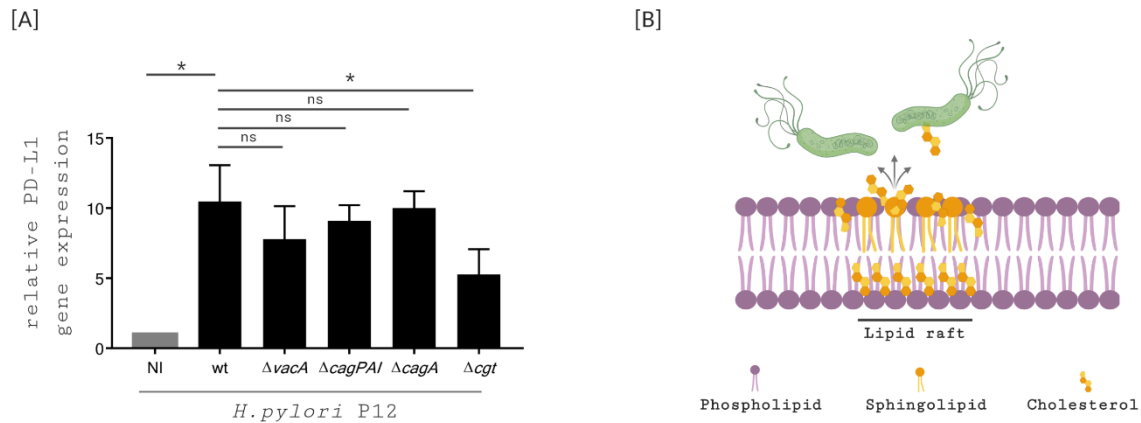 [A]
[B]
*
*
ns
ns
ns
relative PD-L1
gene expression
15
10
5
0
NI wt ΔvacA ΔcagPAI ΔcagA Δcgt
H.pylori P12
Lipid raft
Phospholipid Sphingolipid Cholesterol